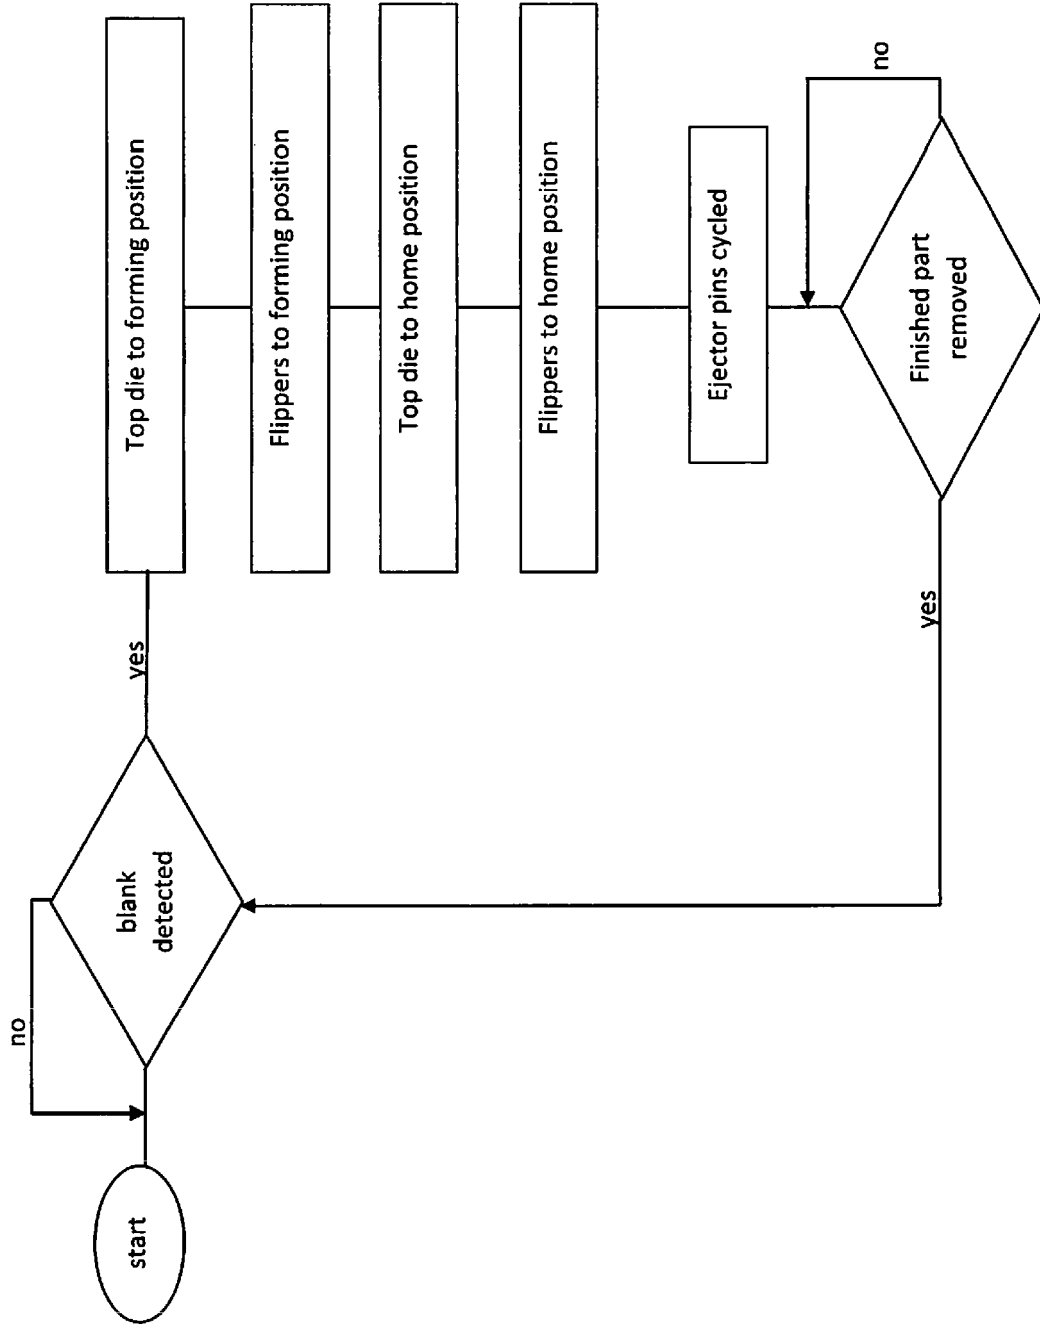 start
no
blank
detected
yes
Top die to forming position
Flippers to forming position
Top die to home position
Flippers to home position
Ejector pins cycled
no
Finished part
removed
yes